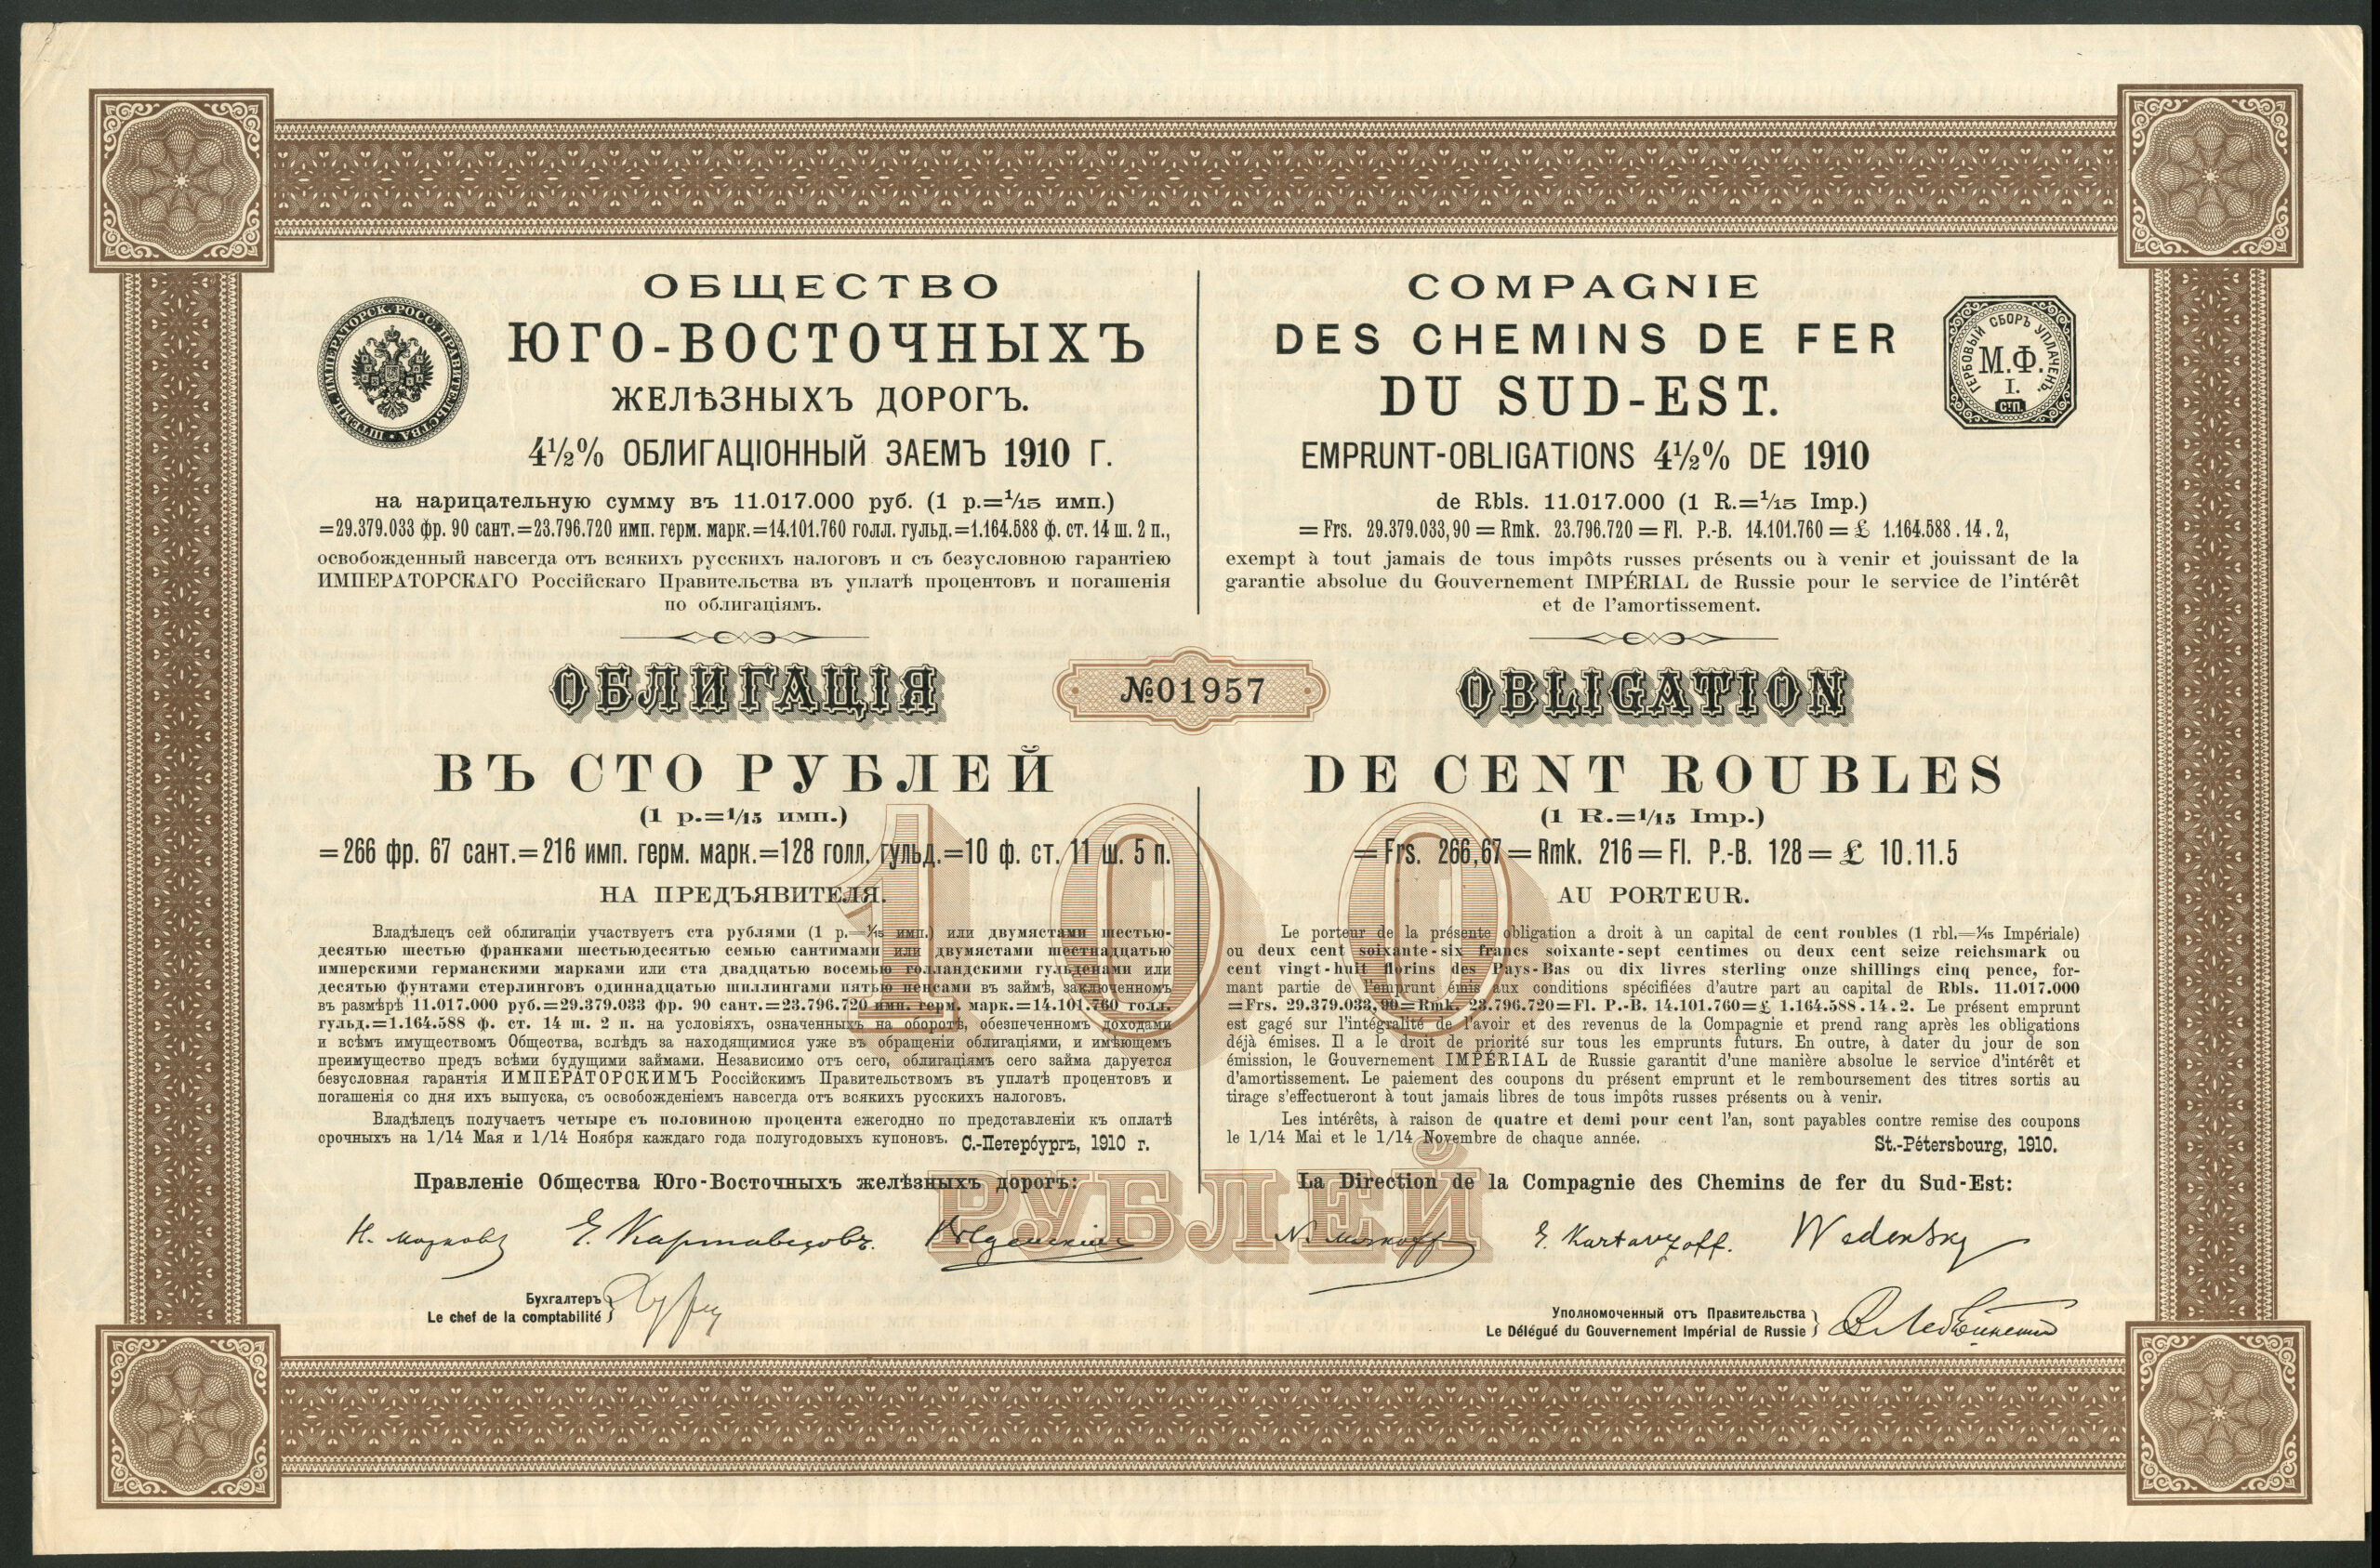 ОБЩЕСТВО
ЮГО-ВОСТОЧНЫХЪ
ЖЕЛѢЗНЫХЪ ДОРОГЪ.
4½% ОБЛИГАЦІОННЫЙ ЗАЕМЪ 1910 Г.
на нарицательную сумму въ 11.017.000 руб. (1 р.=1/15 имп.)
=29.379.033 фр. 90 сант.=23.796.720 имп. герм. марк.=14.101.760 голл. гульд.=1.164.588 ф. ст. 14 ш. 2 п.,
освобожденный навсегда отъ всякихъ русскихъ налоговъ и съ безусловною гарантіею
ИМПЕРАТОРСКАГО Россійскаго Правительства въ уплатѣ процентовъ и погашенія
по облигаціямъ.
COMPAGNIE
DES CHEMINS DE FER
DU SUD-EST.
EMPRUNT-OBLIGATIONS 4½% DE 1910
de Rbls. 11.017.000 (1 R.=1/15 Imp.)
= Frs. 29.379.033,90 = Rmk. 23.796.720 = Fl. P.-B. 14.101.760 = £ 1.164.588.14.2,
exempt à tout jamais de tous impôts russes présents ou à venir et jouissant de la
garantie absolue du Gouvernement IMPÉRIAL de Russie pour le service de l'intérêt
et de l'amortissement.
ГЕРБОВЫЙ СБОРЪ УПЛАЧЕНЪ.
М.Ф.
I.
С.П.
ОБЛИГАЦІЯ
№01957
OBLIGATION
ВЪ СТО РУБЛЕЙ
(1 р.=1/15 имп.)
=266 фр. 67 сант.=216 имп. герм. марк.=128 голл. гульд.=10 ф. ст. 11 ш. 5 п.
НА ПРЕДЪЯВИТЕЛЯ.
Владѣлецъ сей облигаціи участвуетъ ста рублями (1 р.=1/15 имп.) или двумястами шестью-
десятью шестью франками шестьюдесятью семью сантимами или двумястами шестнадцатью
имперскими германскими марками или ста двадцатью восемью голландскими гульденами или
десятью фунтами стерлинговъ одиннадцатью шиллингами пятью пенсами въ займѣ, заключенномъ
въ размѣрѣ 11.017.000 руб.=29.379.033 фр. 90 сант.=23.796.720 имп. герм. марк.=14.101.760 голл.
гульд.=1.164.588 ф. ст. 14 ш. 2 п. на условіяхъ, означенныхъ на оборотѣ, обезпеченномъ доходами
и всѣмъ имуществомъ Общества, вслѣдъ за находящимися уже въ обращеніи облигаціями, и имѣющемъ
преимущество предъ всѣми будущими займами. Независимо отъ сего, облигаціямъ сего займа даруется
безусловная гарантія ИМПЕРАТОРСКИМЪ Россійскимъ Правительствомъ въ уплатѣ процентовъ и
погашенія со дня ихъ выпуска, съ освобожденіемъ навсегда отъ всякихъ русскихъ налоговъ.
Владѣлецъ получаетъ четыре съ половиною процента ежегодно по представленіи къ оплатѣ
срочныхъ на 1/14 Мая и 1/14 Ноября каждаго года полугодовыхъ купоновъ.
С.-Петербургъ, 1910 г.
Правленіе Общества Юго-Восточныхъ желѣзныхъ дорогъ:
Бухгалтеръ
Le chef de la comptabilité
DE CENT ROUBLES
(1 R.=1/15 Imp.)
= Frs. 266,67 = Rmk. 216 = Fl. P.-B. 128 = £ 10.11.5
AU PORTEUR.
Le porteur de la présente obligation a droit à un capital de cent roubles (1 rbl.=1/15 Impériale)
ou deux cent soixante-six francs soixante-sept centimes ou deux cent seize reichsmark ou
cent vingt-huit florins des Pays-Bas ou dix livres sterling onze shillings cinq pence, for-
mant partie de l'emprunt émis aux conditions spécifiées d'autre part au capital de Rbls. 11.017.000
=Frs. 29.379.033,90=Rmk. 23.796.720=Fl. P.-B. 14.101.760=£ 1.164.588.14.2. Le présent emprunt
est gagé sur l'intégralité de l'avoir et des revenus de la Compagnie et prend rang après les obligations
déjà émises. Il a le droit de priorité sur tous les emprunts futurs. En outre, à dater du jour de son
émission, le Gouvernement IMPÉRIAL de Russie garantit d'une manière absolue le service d'intérêt et
d'amortissement. Le paiement des coupons du présent emprunt et le remboursement des titres sortis au
tirage s'effectueront à tout jamais libres de tous impôts russes présents ou à venir.
Les intérêts, à raison de quatre et demi pour cent l'an, sont payables contre remise des coupons
le 1/14 Mai et le 1/14 Novembre de chaque année.
St.-Pétersbourg, 1910.
La Direction de la Compagnie des Chemins de fer du Sud-Est:
E. Kartavzoff.
Уполномоченный отъ Правительства
Le Délégué du Gouvernement Impérial de Russie
100
РУБЛЕЙ